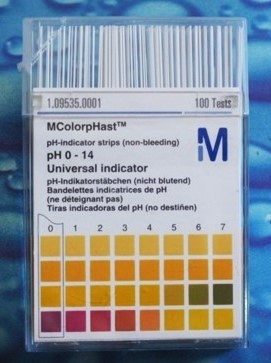 1.09535.0001 100 Tests
MColorpHast™
pH-indicator strips (non-bleeding)
pH 0 - 14
Universal indicator
pH-Indikatorstäbchen (nicht blutend)
Bandelettes indicatrices de pH
(ne déteignant pas)
Tiras indicadoras del pH (no destiñen)
M
0 1 2 3 4 5 6 7